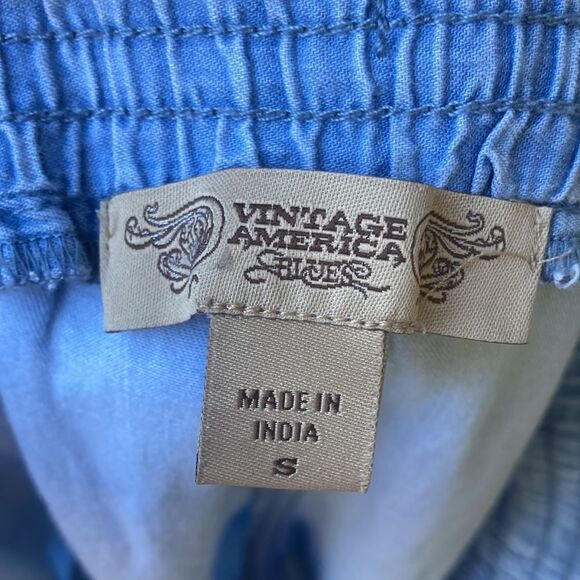 VINTAGE
AMERICA
BLUES
MADE IN
INDIA
S